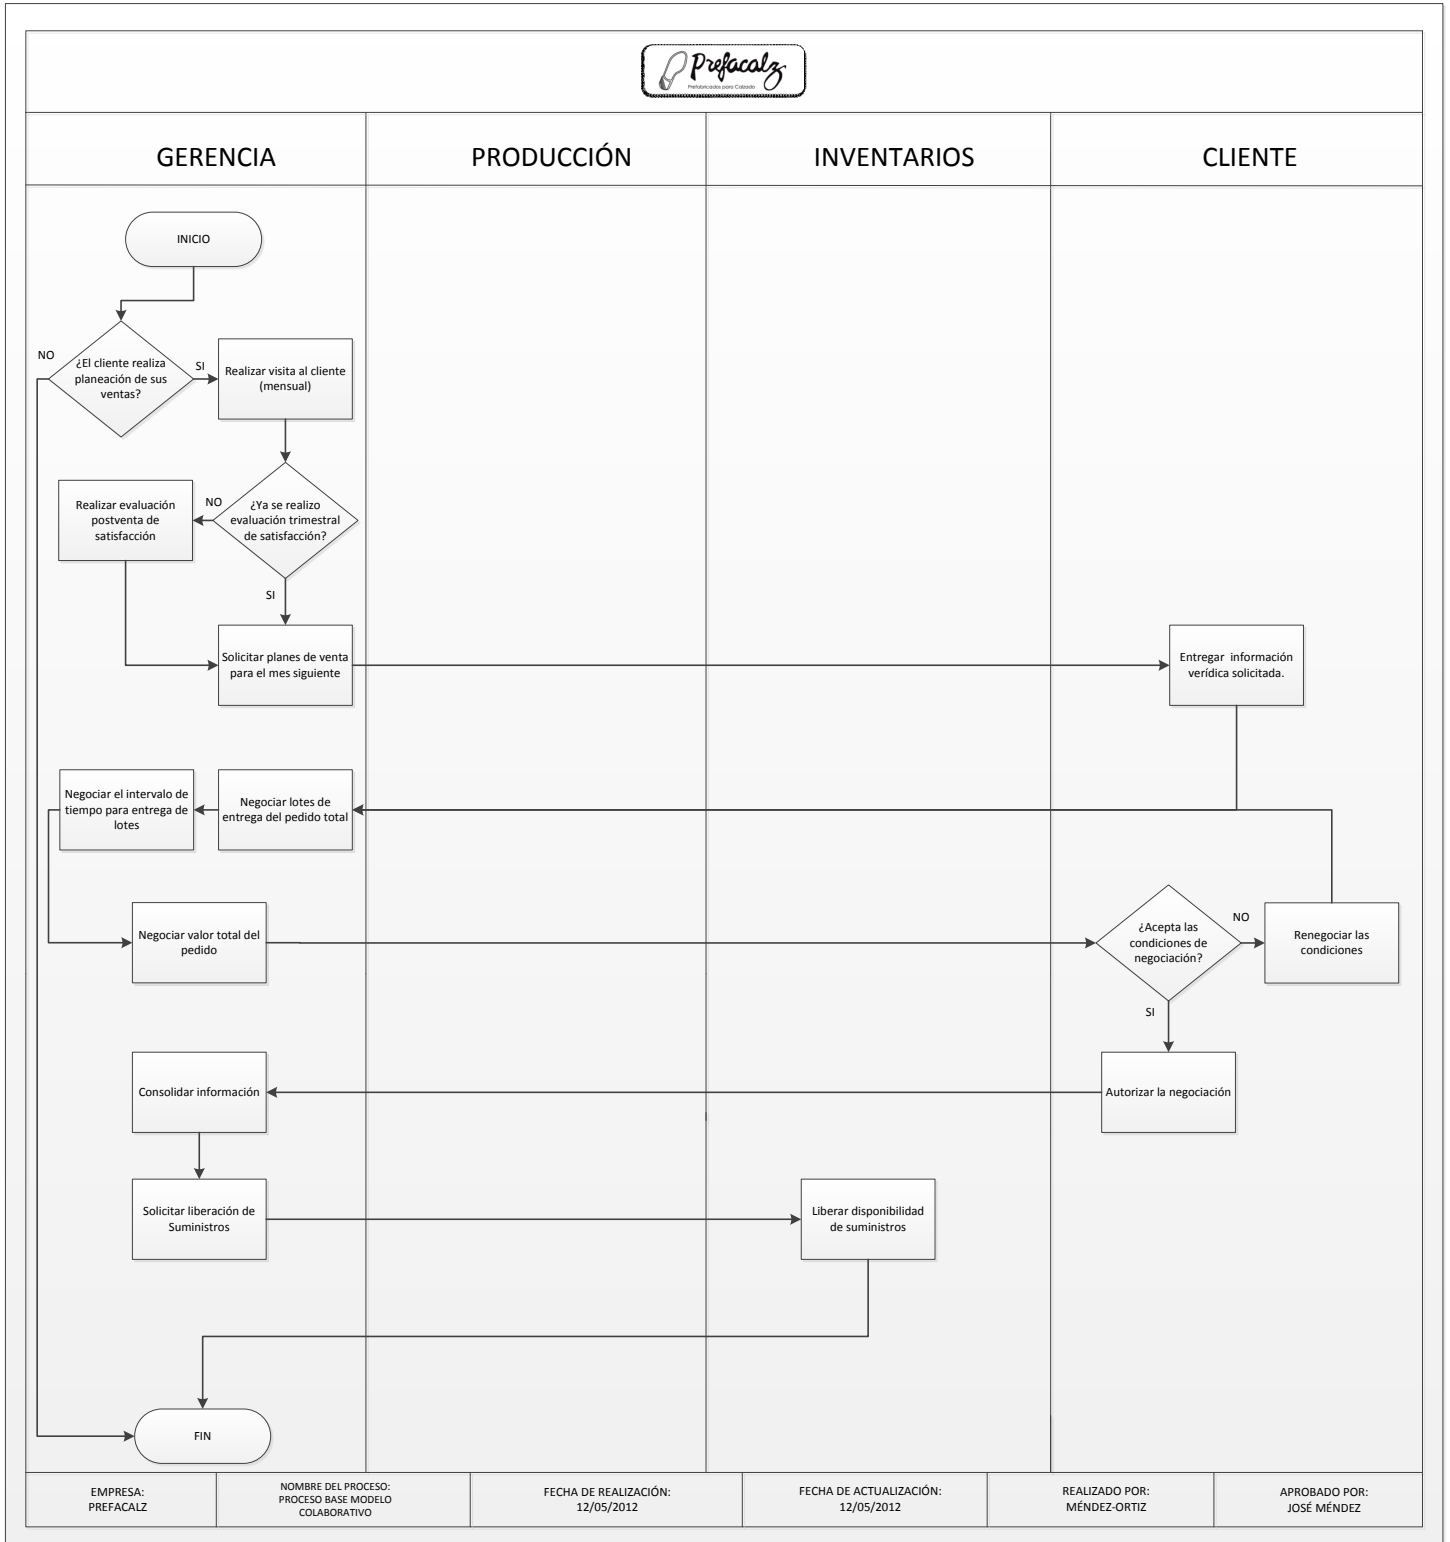 Prefacalz
Prefabricados para Calzado
GERENCIA
PRODUCCIÓN
INVENTARIOS
CLIENTE
INICIO
NO
¿El cliente realiza
planeación de sus
ventas?
SI
Realizar visita al cliente
(mensual)
Realizar evaluación
postventa de
satisfacción
NO
¿Ya se realizo
evaluación trimestral
de satisfacción?
SI
Solicitar planes de venta
para el mes siguiente
Entregar información
verídica solicitada.
Negociar el intervalo de
tiempo para entrega de
lotes
Negociar lotes de
entrega del pedido total
Negociar valor total del
pedido
¿Acepta las
condiciones de
negociación?
NO
Renegociar las
condiciones
SI
Consolidar información
Autorizar la negociación
Solicitar liberación de
Suministros
Liberar disponibilidad
de suministros
FIN
EMPRESA:
PREFACALZ
NOMBRE DEL PROCESO:
PROCESO BASE MODELO
COLABORATIVO
FECHA DE REALIZACIÓN:
12/05/2012
FECHA DE ACTUALIZACIÓN:
12/05/2012
REALIZADO POR:
MÉNDEZ-ORTIZ
APROBADO POR:
JOSÉ MÉNDEZ